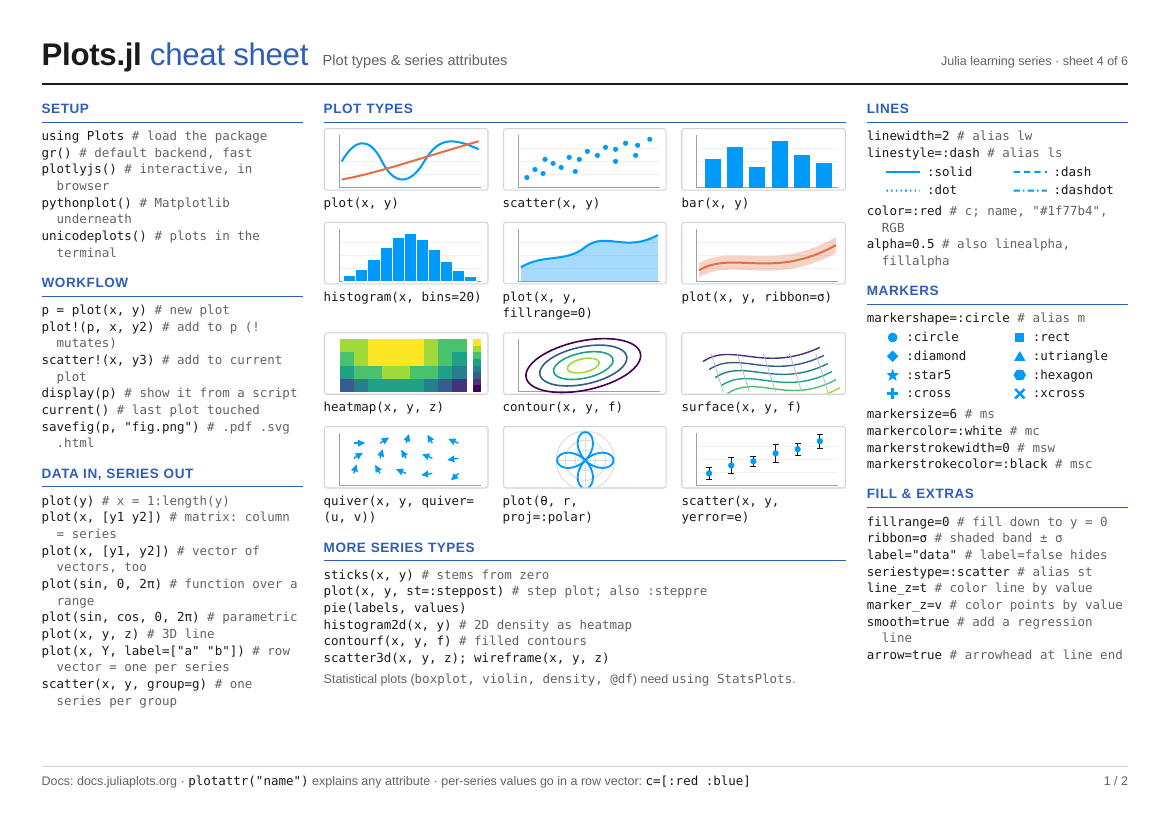 Plots.jl cheat sheet Plot types & series attributes
Julia learning series · sheet 4 of 6
SETUP
using Plots # load the package
gr() # default backend, fast
plotlyjs() # interactive, in
browser
pythonplot() # Matplotlib
underneath
unicodeplots() # plots in the
terminal
WORKFLOW
p = plot(x, y) # new plot
plot!(p, x, y2) # add to p (!
mutates)
scatter!(x, y3) # add to current
plot
display(p) # show it from a script
current() # last plot touched
savefig(p, "fig.png") # .pdf .svg
.html
DATA IN, SERIES OUT
plot(y) # x = 1:length(y)
plot(x, [y1 y2]) # matrix: column
= series
plot(x, [y1, y2]) # vector of
vectors, too
plot(sin, 0, 2π) # function over a
range
plot(sin, cos, 0, 2π) # parametric
plot(x, y, z) # 3D line
plot(x, Y, label=["a" "b"]) # row
vector = one per series
scatter(x, y, group=g) # one
series per group
PLOT TYPES
plot(x, y)
scatter(x, y)
bar(x, y)
histogram(x, bins=20)
plot(x, y,
fillrange=0)
plot(x, y, ribbon=σ)
heatmap(x, y, z)
contour(x, y, f)
surface(x, y, f)
quiver(x, y, quiver=
(u, v))
plot(θ, r,
proj=:polar)
scatter(x, y,
yerror=e)
MORE SERIES TYPES
sticks(x, y) # stems from zero
plot(x, y, st=:steppost) # step plot; also :steppre
pie(labels, values)
histogram2d(x, y) # 2D density as heatmap
contourf(x, y, f) # filled contours
scatter3d(x, y, z); wireframe(x, y, z)
Statistical plots (boxplot, violin, density, @df) need using StatsPlots.
LINES
linewidth=2 # alias lw
linestyle=:dash # alias ls
:solid :dash
:dot :dashdot
color=:red # c; name, "#1f77b4",
RGB
alpha=0.5 # also linealpha,
fillalpha
MARKERS
markershape=:circle # alias m
:circle :rect
:diamond :utriangle
:star5 :hexagon
:cross :xcross
markersize=6 # ms
markercolor=:white # mc
markerstrokewidth=0 # msw
markerstrokecolor=:black # msc
FILL & EXTRAS
fillrange=0 # fill down to y = 0
ribbon=σ # shaded band ± σ
label="data" # label=false hides
seriestype=:scatter # alias st
line_z=t # color line by value
marker_z=v # color points by value
smooth=true # add a regression
line
arrow=true # arrowhead at line end
Docs: docs.juliaplots.org · plotattr("name") explains any attribute · per-series values go in a row vector: c=[:red :blue]
1 / 2